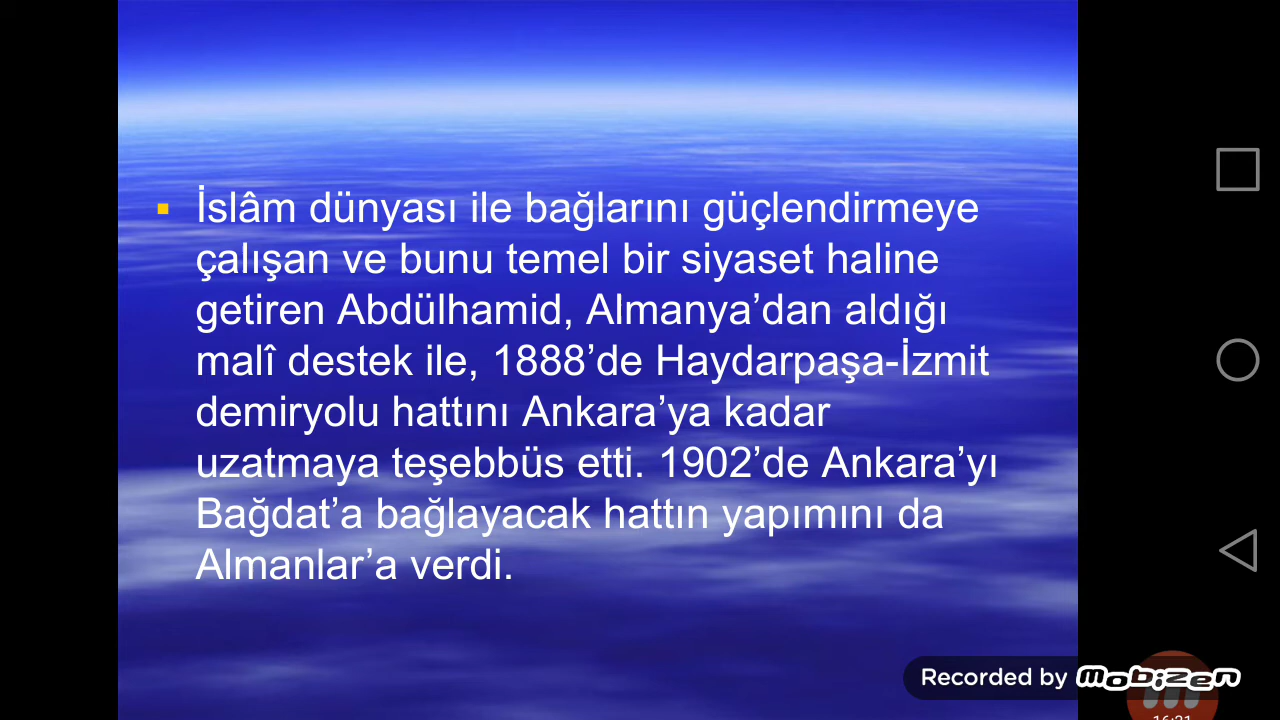 İslâm dünyası ile bağlarını güçlendirmeye
çalışan ve bunu temel bir siyaset haline
getiren Abdülhamid, Almanya’dan aldığı
malî destek ile, 1888’de Haydarpaşa-İzmit
demiryolu hattını Ankara’ya kadar
uzatmaya teşebbüs etti. 1902’de Ankara’yı
Bağdat’a bağlayacak hattın yapımını da
Almanlar’a verdi.
Recorded by mobizen